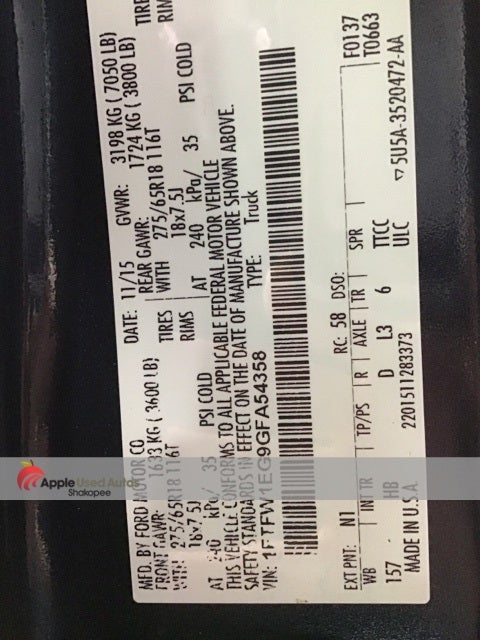 MFD. BY FORD MOTOR CO.
DATE: 11/15 GVWR: 3198 KG ( 7050 LB)
FRONT GAWR: 1633 KG ( 3600 LB) REAR GAWR: 1724 KG ( 3800 LB)
WITH TIRES WITH TIRE
275/65R18 116T RIMS 275/65R18 116T RIM
18x7.5J 18x7.5J
AT 240 kPa/ 35 PSI COLD AT 240 kPa/ 35 PSI COLD
THIS VEHICLE CONFORMS TO ALL APPLICABLE FEDERAL MOTOR VEHICLE
SAFETY STANDARDS IN EFFECT ON THE DATE OF MANUFACTURE SHOWN ABOVE.
VIN: 1FTFW1EG9GFA54358 TYPE: Truck
EXT PNT: N1 RC: 58 DSO: F0137
WB INT TR TP/PS R AXLE TR SPR T0663
157 HB D L3 6 TTCC
ULC
MADE IN U.S.A. 2201511283373 5U5A-3520472-AA
Apple Used Autos
Shakopee